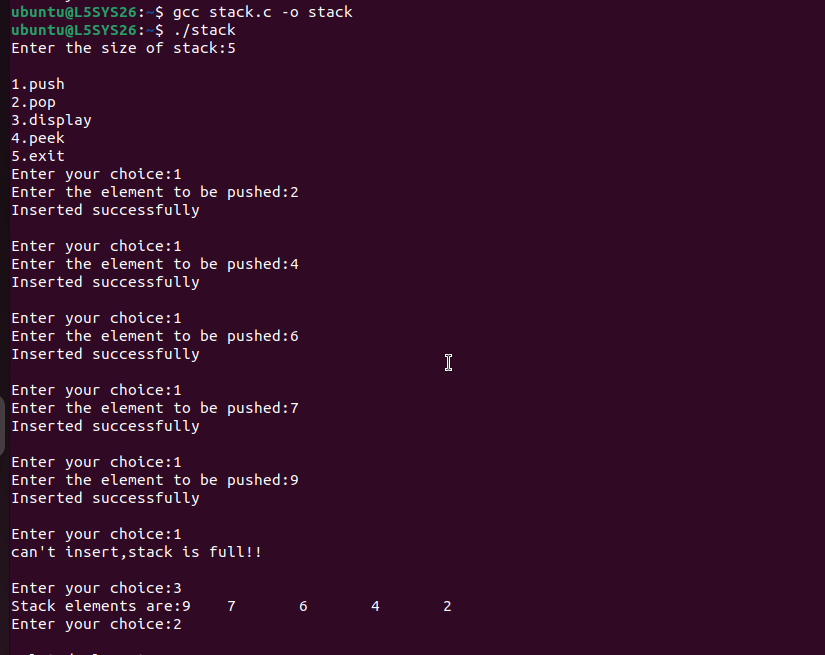 ubuntu@L5SYS26:~$ gcc stack.c -o stack
ubuntu@L5SYS26:~$ ./stack
Enter the size of stack:5
1.push
2.pop
3.display
4.peek
5.exit
Enter your choice:1
Enter the element to be pushed:2
Inserted successfully
Enter your choice:1
Enter the element to be pushed:4
Inserted successfully
Enter your choice:1
Enter the element to be pushed:6
Inserted successfully
Enter your choice:1
Enter the element to be pushed:7
Inserted successfully
Enter your choice:1
Enter the element to be pushed:9
Inserted successfully
Enter your choice:1
can't insert,stack is full!!
Enter your choice:3
Stack elements are:9    7       6       4       2
Enter your choice:2